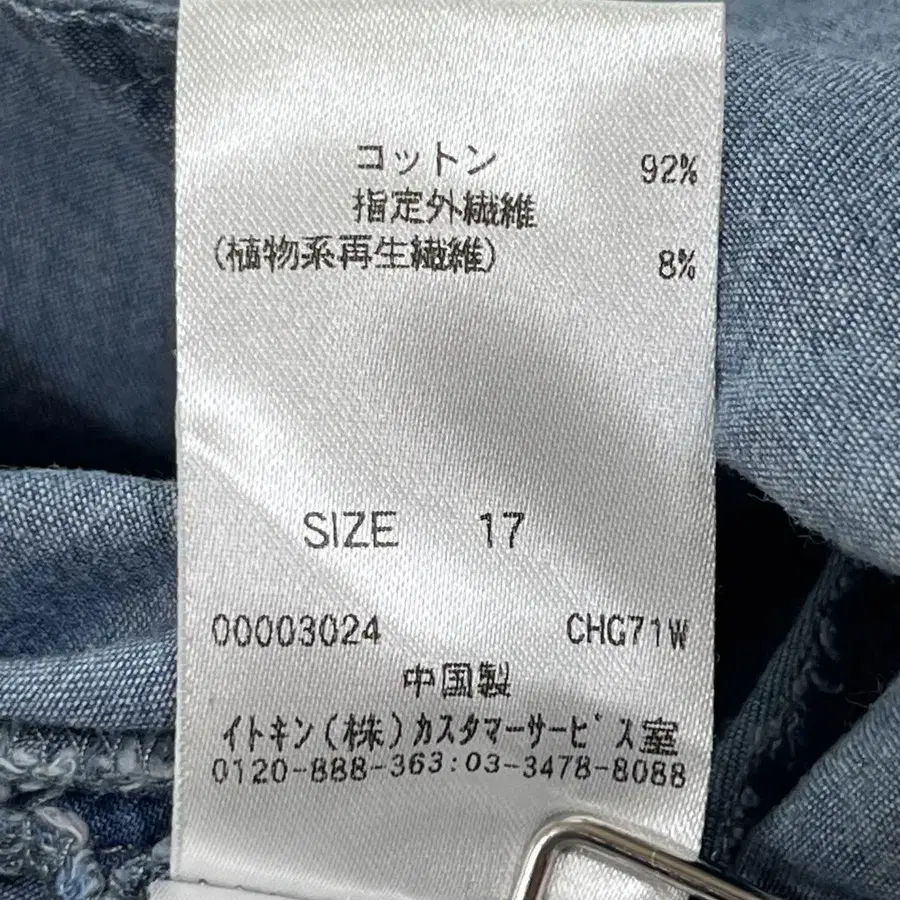 コットン 92%
指定外繊維
(植物系再生繊維) 8%
SIZE 17
00003024 CHG71W
中国製
イトキン(株)カスタマーサービス室
0120-888-363:03-3478-8088